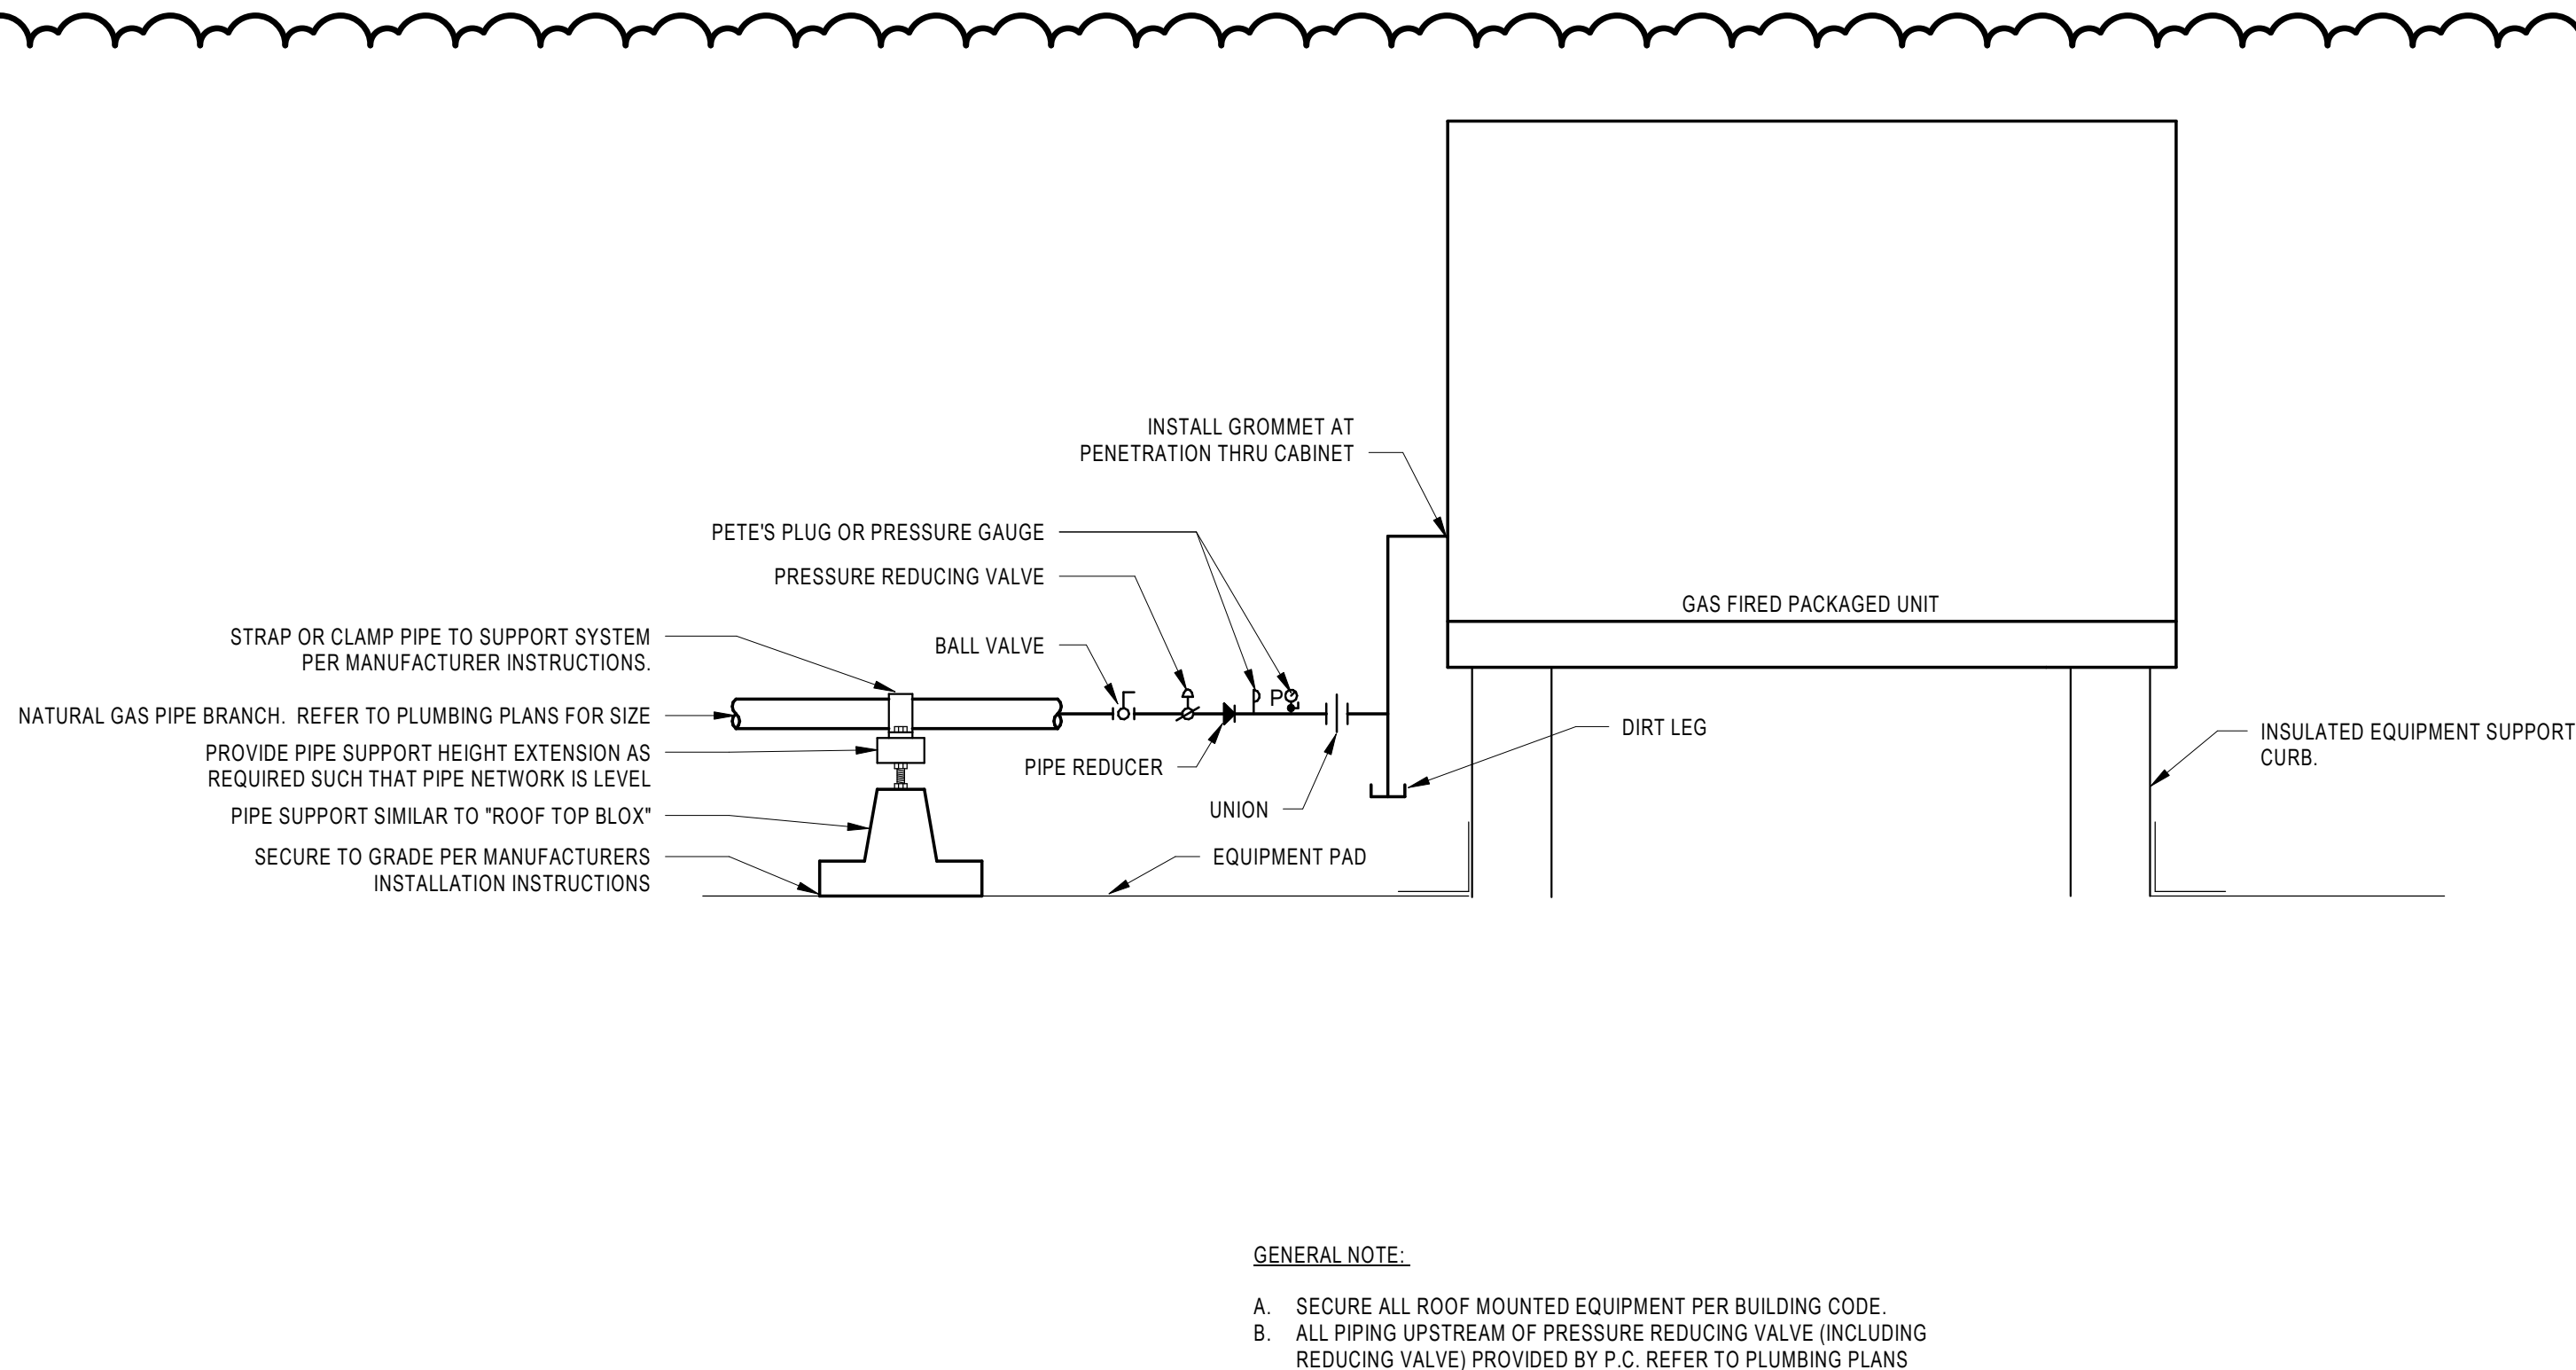 INSTALL GROMMET AT
PENETRATION THRU CABINET
PETE'S PLUG OR PRESSURE GAUGE
PRESSURE REDUCING VALVE
GAS FIRED PACKAGED UNIT
STRAP OR CLAMP PIPE TO SUPPORT SYSTEM
PER MANUFACTURER INSTRUCTIONS.
BALL VALVE
P
NATURAL GAS PIPE BRANCH. REFER TO PLUMBING PLANS FOR SIZE
DIRT LEG
INSULATED EQUIPMENT SUPPORT
CURB.
PROVIDE PIPE SUPPORT HEIGHT EXTENSION AS
REQUIRED SUCH THAT PIPE NETWORK IS LEVEL
PIPE REDUCER
UNION
PIPE SUPPORT SIMILAR TO "ROOF TOP BLOX"
SECURE TO GRADE PER MANUFACTURERS
INSTALLATION INSTRUCTIONS
EQUIPMENT PAD
GENERAL NOTE:
A. SECURE ALL ROOF MOUNTED EQUIPMENT PER BUILDING CODE.
B. ALL PIPING UPSTREAM OF PRESSURE REDUCING VALVE (INCLUDING
REDUCING VALVE) PROVIDED BY P.C. REFER TO PLUMBING PLANS